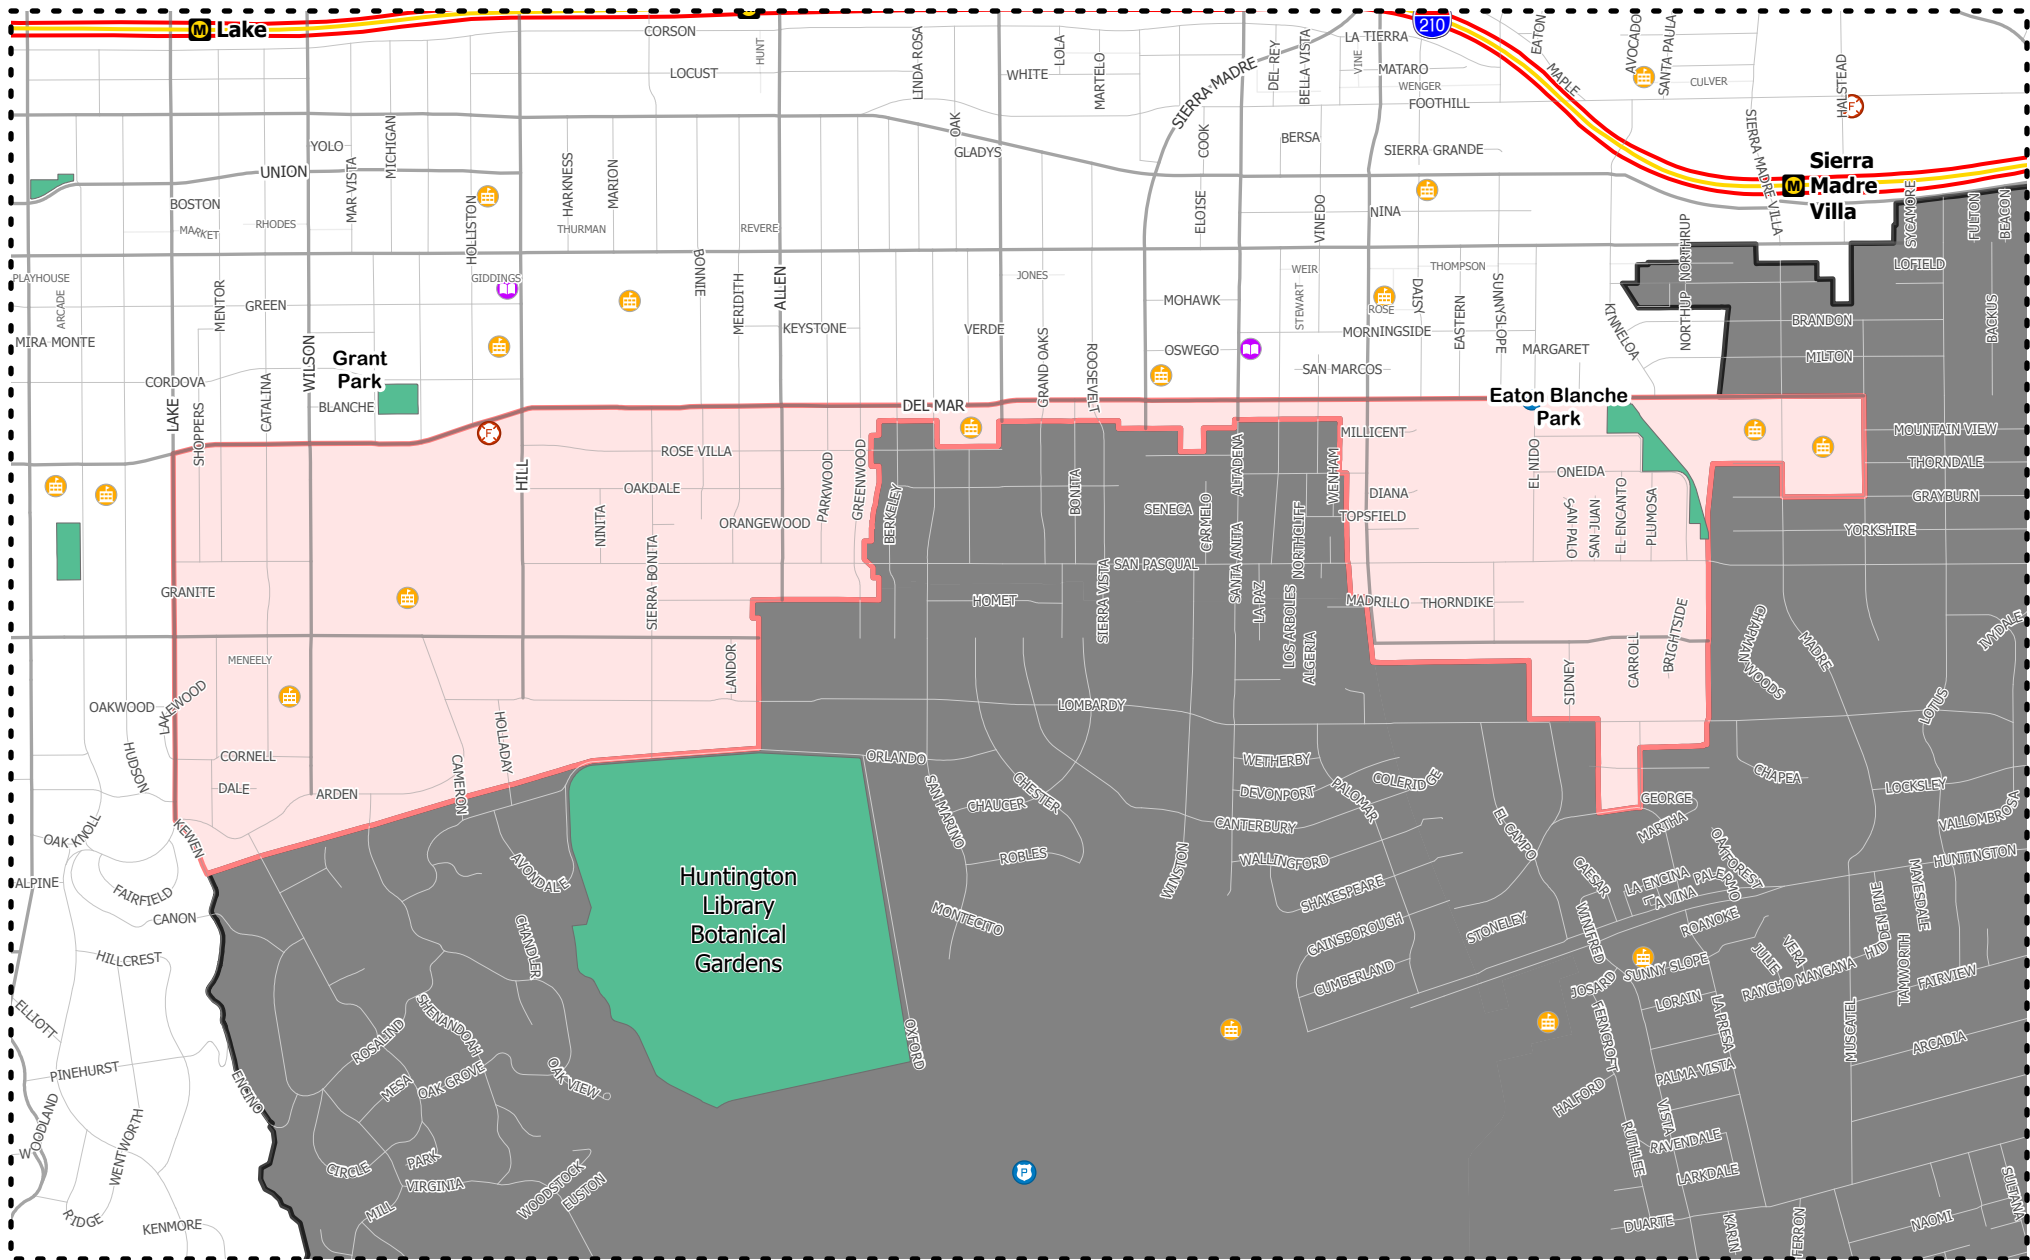 Lake
CORSON
HUNT
LINDA ROSA
LOLA
MARTELO
WHITE
LOCUST
SIERRA MADRE
DEL REY
BELLA VISTA
LA TIERRA
VINE
MATARO
WENGER
FOOTHILL
210
EATON
MAPLE
AVOCADO
SANTA PAULA
CULVER
HALSTEAD
F
YOLO
MICHIGAN
UNION
MAR VISTA
BOSTON
MARKET
RHODES
HOLLISTON
HARKNESS
MARION
THURMAN
REVERE
OAK
GLADYS
COOK
BERSA
SIERRA GRANDE
SIERRA MADRE VILLA
Sierra
Madre
Villa
ELOISE
VINEDO
NINA
NORTHRUP
SYCAMORE
FULTON
BEACON
PLAYHOUSE
ARCADE
MENTOR
GREEN
GIDDINGS
BONNIE
MERIDITH
ALLEN
KEYSTONE
JONES
VERDE
MOHAWK
WEIR
STEWART
THOMPSON
ROSE
DAISY
EASTERN
SUNNYSLOPE
NORTHUP
LOFIELD
BRANDON
BACKUS
MIRA MONTE
WILSON
Grant
Park
GRAND OAKS
ROOSEVELT
OSWEGO
MORNINGSIDE
SAN MARCOS
MARGARET
KINNELOA
MILTON
CORDOVA
CATALINA
BLANCHE
LAKE
SHOPPERS
DEL MAR
Eaton Blanche
Park
F
HILL
ROSE VILLA
OAKDALE
NINITA
ORANGEWOOD
PARKWOOD
GREENWOOD
BERKELEY
BONITA
SENECA
CARMELO
ALTADENA
WENHAM
MILLICENT
DIANA
TOPSFIELD
EL NIDO
ONEIDA
SAN PALO
SAN JUAN
EL ENCANTO
PLUMOSA
MOUNTAIN VIEW
THORNDALE
GRAYBURN
YORKSHIRE
GRANITE
SIERRA BONITA
SAN PASQUAL
SANTA ANITA
NORTHCLIFF
HOMET
SIERRA VISTA
LA PAZ
LOS ARBOLES
ALGERIA
MADRILLO
THORNDIKE
BRIGHTSIDE
CARROLL
SIDNEY
CHAPMAN
WOODS
MADRE
IVYDALE
MENEELY
LANDOR
OAKWOOD
LAKEWOOD
HUDSON
CORNELL
DALE
ARDEN
HOLLADAY
CAMERON
LOMBARDY
LOTUS
ORLANDO
WETHERBY
COLERIDGE
DEVONPORT
PALOMAR
CHAPEA
LOCKSLEY
GEORGE
OAK KNOLL
KEWEN
SAN MARINO
CHAUCER
CHESTER
CANTERBURY
EL CAMPO
MARTHA
VALLOMBROSA
ALPINE
FAIRFIELD
AVONDALE
Huntington
Library
Botanical
Gardens
ROBLES
WINSTON
WALLINGFORD
CAESAR
OAK FOREST
HUNTINGTON
LA ENCINA
PALERMO
LA VINA
SHAKESPEARE
CANON
CHANDLER
MONTECITO
GAINSBOROUGH
STONELEY
WINIFRED
ROANOKE
HIDDEN PINE
MAYESDALE
HILLCREST
CUMBERLAND
SUNNY SLOPE
JULIE
VERA
RANCHO MANGANA
TAMWORTH
FAIRVIEW
JOSARD
LORAIN
ELLIOTT
SHENANDOAH
ROSALIND
OXFORD
FERNCROFT
LA PRESA
MUSCATEL
ARCADIA
PINEHURST
MESA
OAK GROVE
OAK VIEW
PALMA VISTA
HALFORD
VISTA
ENCINO
WOODLAND
WENTWORTH
CIRCLE
PARK
VIRGINIA
WOODSTOCK
EUSTON
P
RUTHLEE
RAVENDALE
LARKDALE
SULTANA
RIDGE
KENMORE
MILL
DUARTE
KARIN
FERRON
NAOMI